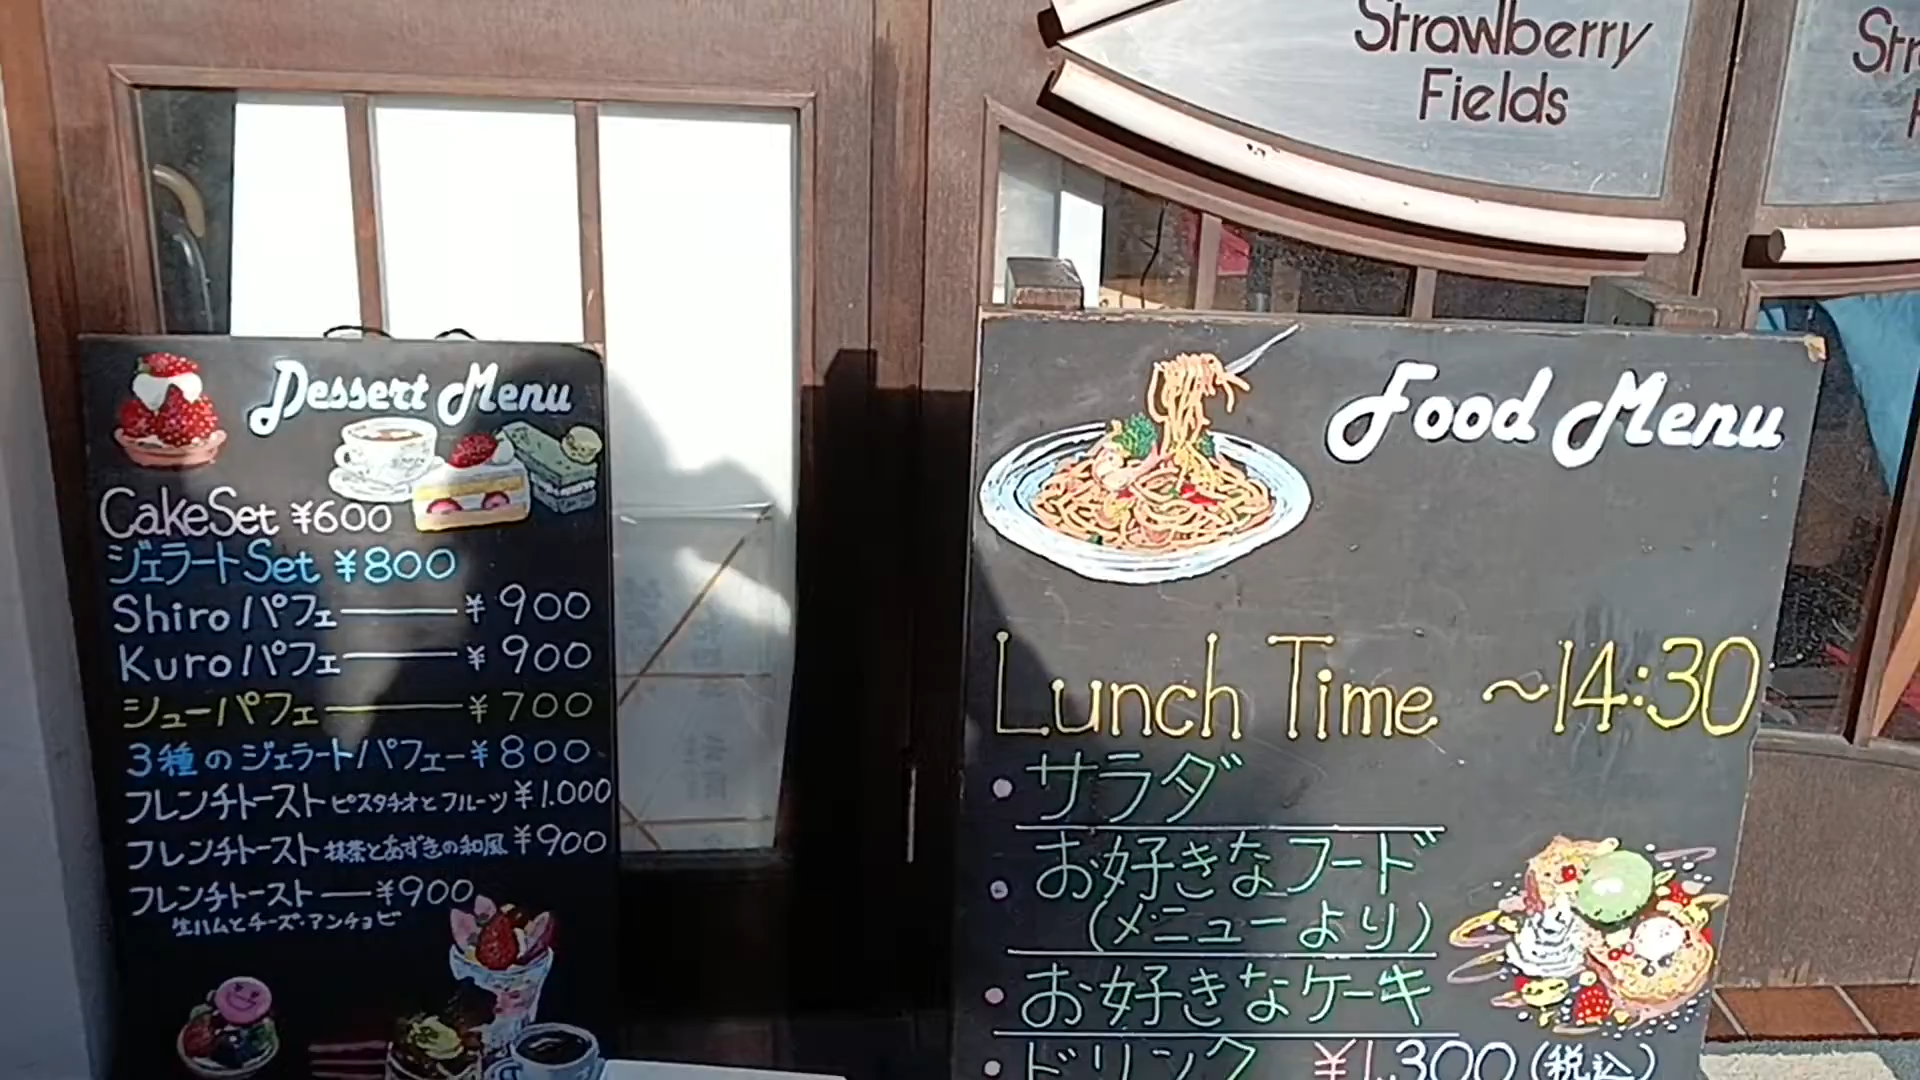 Strawberry
Fields
Dessert Menu
CakeSet ¥600
ジェラートSet ¥800
Shiroパフェ ¥900
Kuroパフェ ¥900
シューパフェ ¥700
3種のジェラートパフェー¥800
フレンチトースト ピスタチオとフルーツ ¥1.000
フレンチトースト 抹茶とあずきの和風 ¥900
フレンチトースト ¥900
生ハムとチーズ・アンチョビ
Food Menu
Lunch Time ~14:30
・サラダ
・お好きなフード
(メニューより)
・お好きなケーキ
・ドリンク ¥1,300(税込)